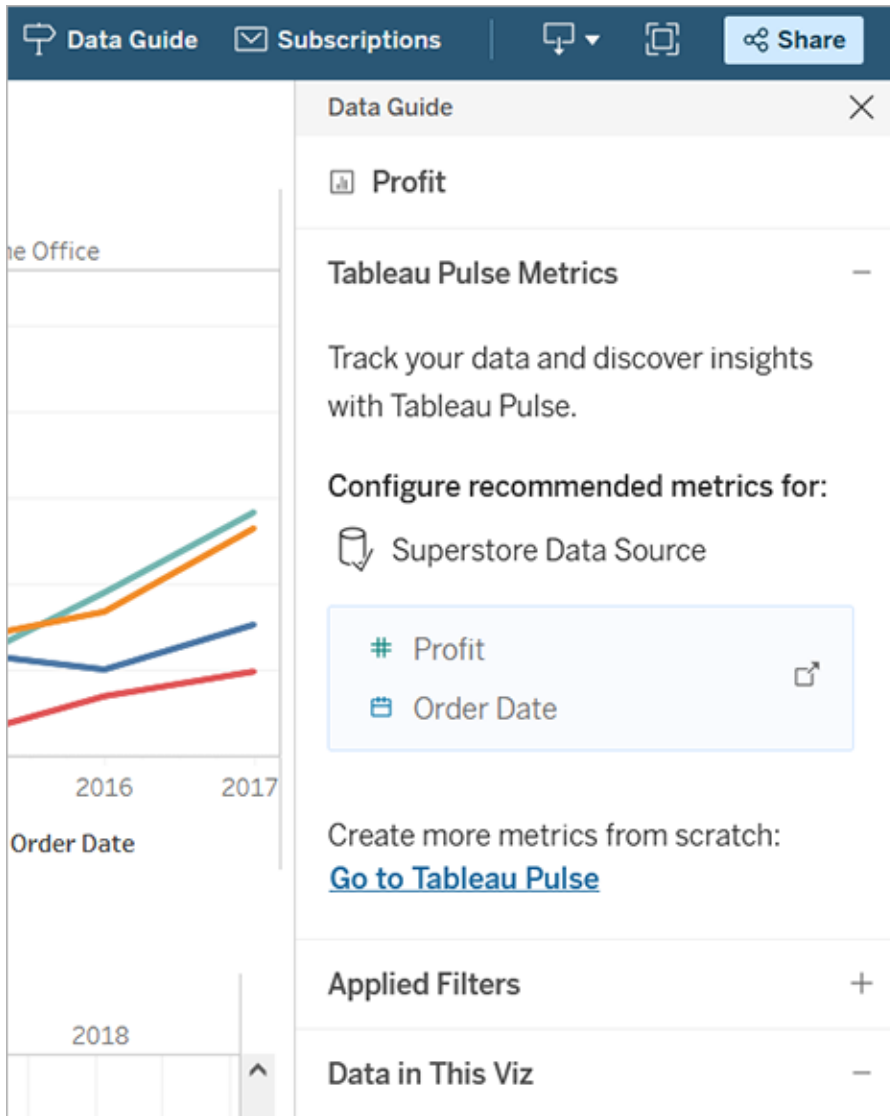 Data Guide Subscriptions Share
Data Guide
Profit
Office
Tableau Pulse Metrics
Track your data and discover insights
with Tableau Pulse.
Configure recommended metrics for:
Superstore Data Source
Profit
Order Date
2016 2017
Order Date
Create more metrics from scratch:
Go to Tableau Pulse
Applied Filters
2018
Data in This Viz